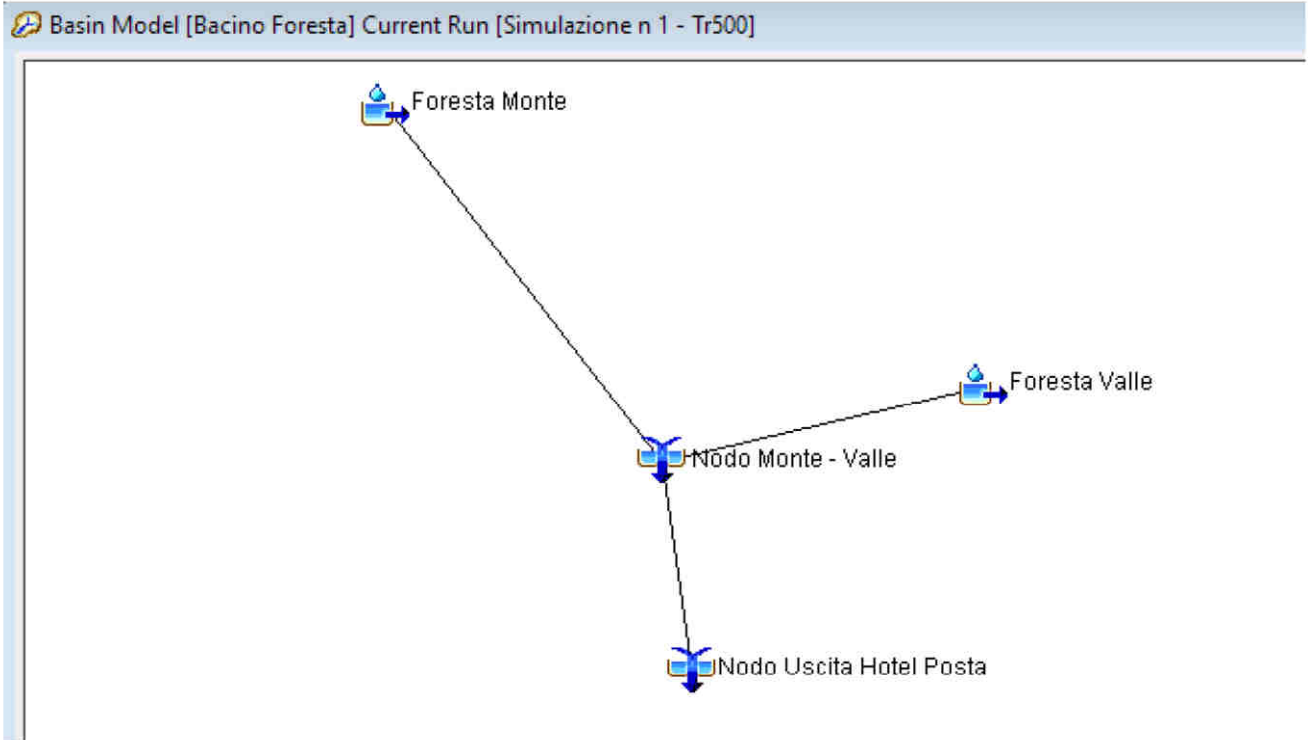 Basin Model [Bacino Foresta] Current Run [Simulazione n 1 - Tr500]
Foresta Monte
Foresta Valle
Nodo Monte - Valle
Nodo Uscita Hotel Posta